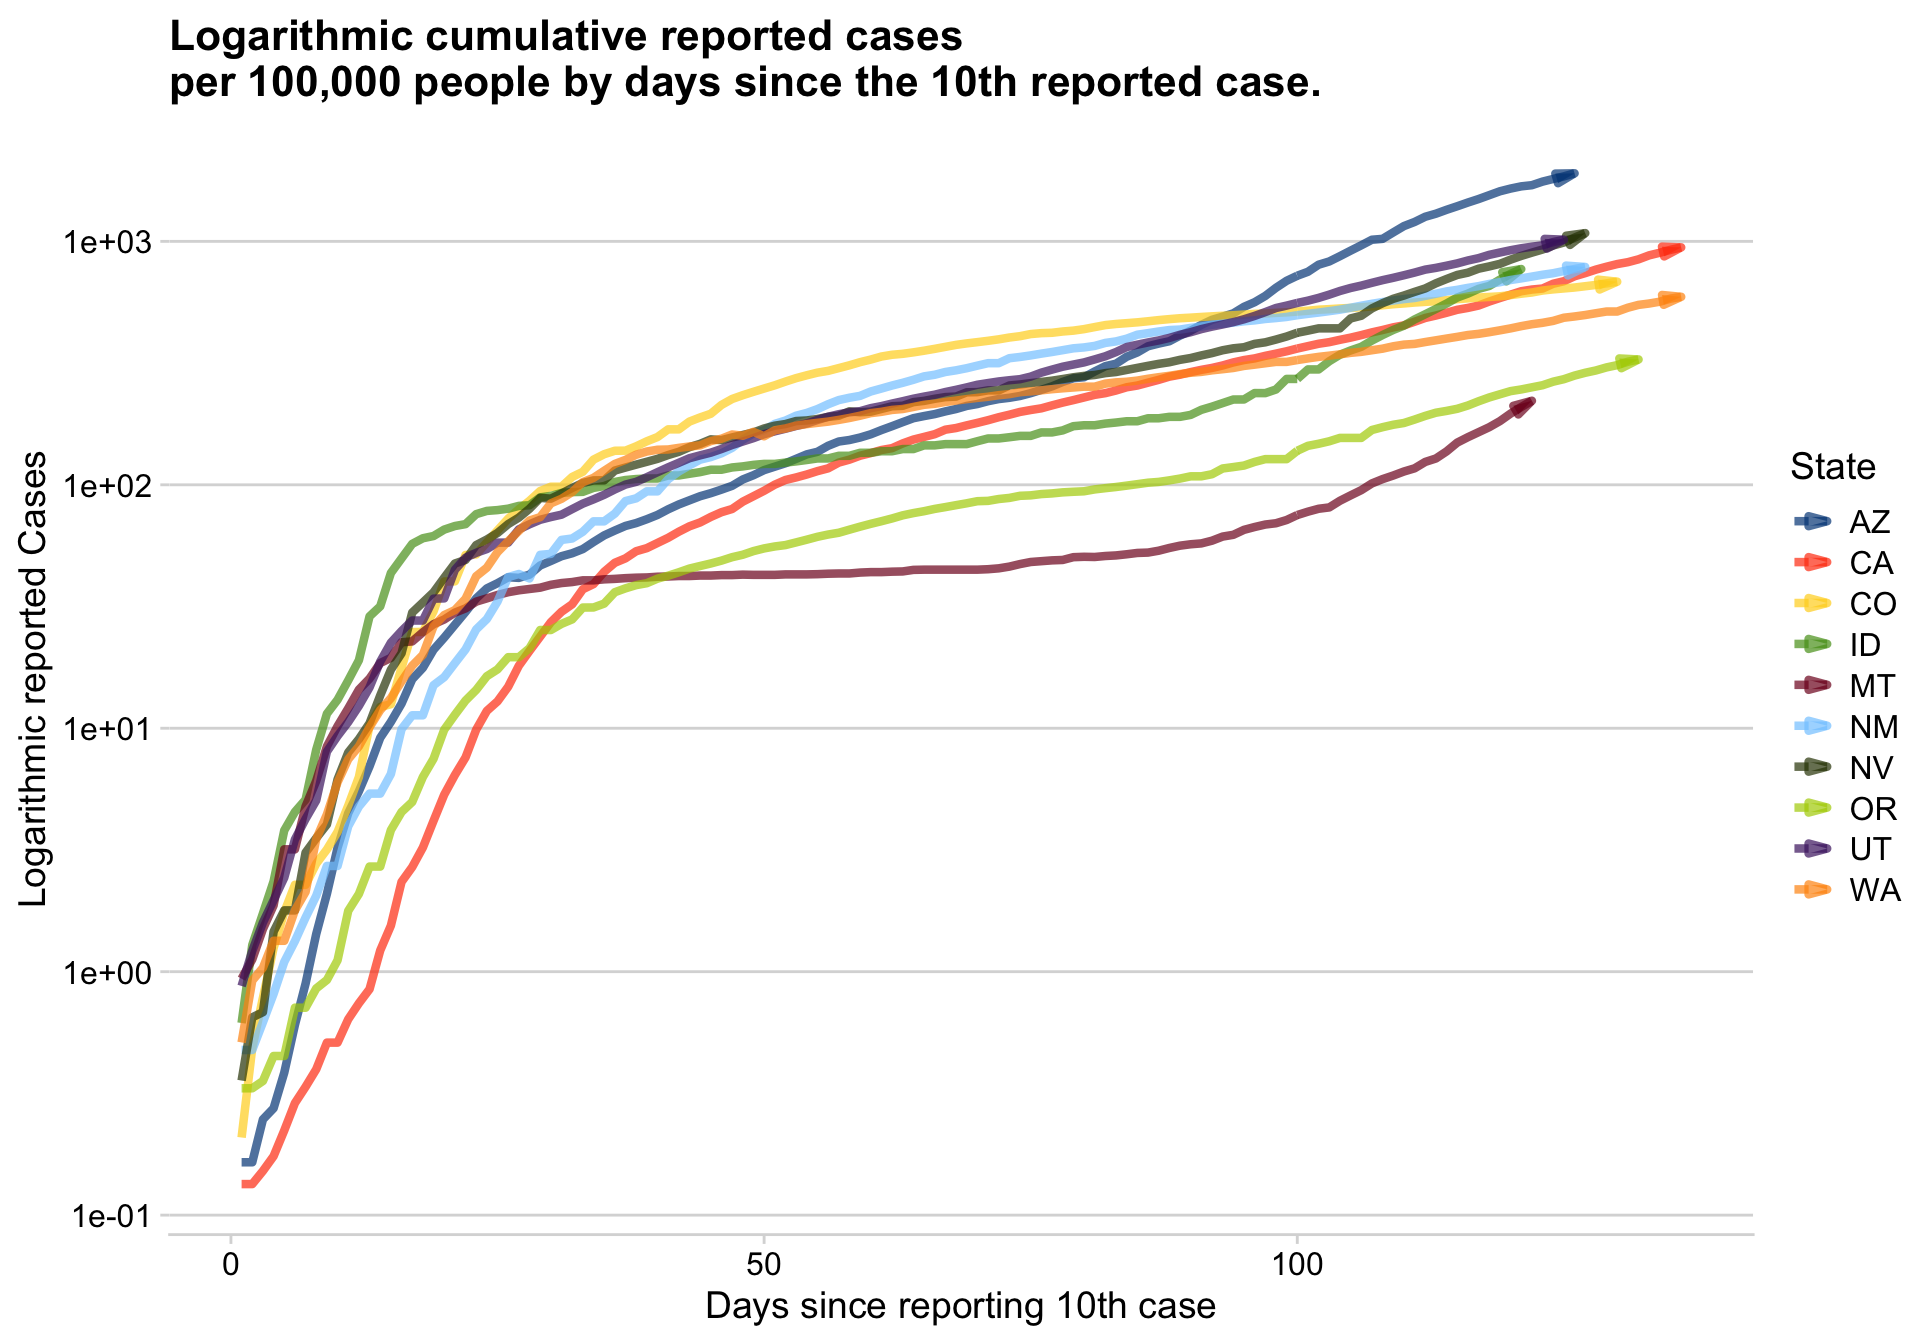 Logarithmic cumulative reported cases
per 100,000 people by days since the 10th reported case.
Logarithmic reported Cases
1e+03
1e+02
1e+01
1e+00
1e-01
0 50 100
Days since reporting 10th case
State
AZ
CA
CO
ID
MT
NM
NV
OR
UT
WA